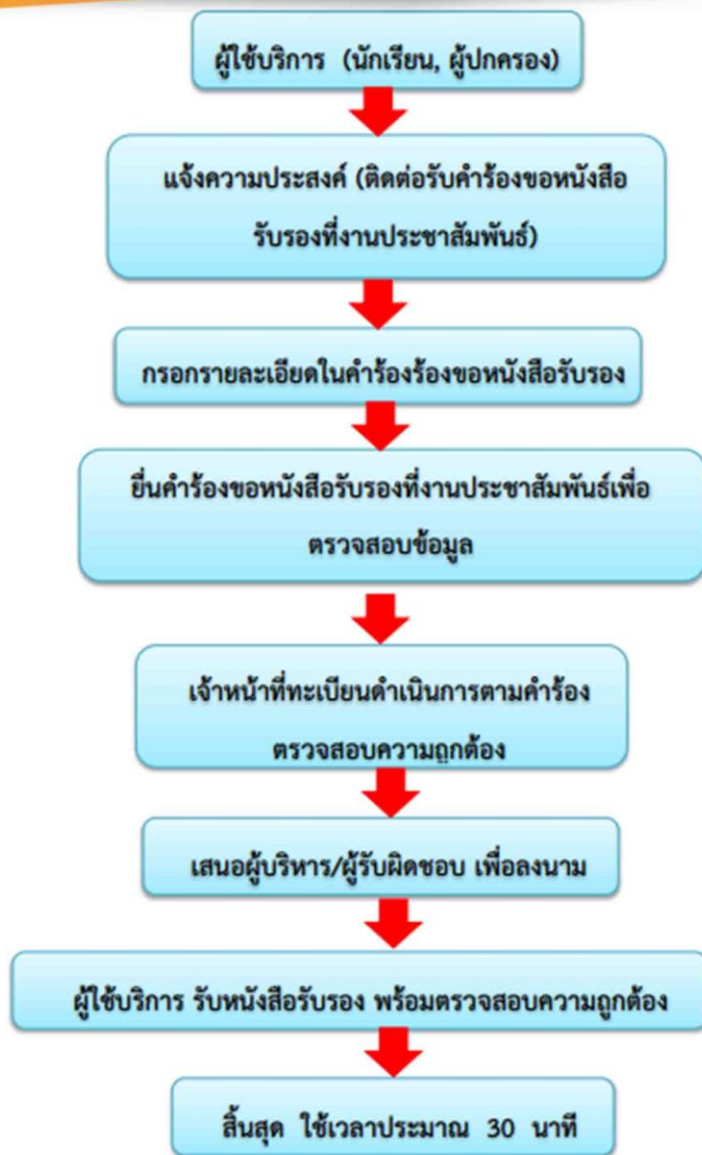 ผู้ใช้บริการ (นักเรียน, ผู้ปกครอง)
แจ้งความประสงค์ (ติดต่อรับคำร้องขอหนังสือ
รับรองที่งานประชาสัมพันธ์)
กรอกรายละเอียดในคำร้องร้องขอหนังสือรับรอง
ยื่นคำร้องขอหนังสือรับรองที่งานประชาสัมพันธ์เพื่อ
ตรวจสอบข้อมูล
เจ้าหน้าที่ทะเบียนดำเนินการตามคำร้อง
ตรวจสอบความถูกต้อง
เสนอผู้บริหาร/ผู้รับผิดชอบ เพื่อลงนาม
ผู้ใช้บริการ รับหนังสือรับรอง พร้อมตรวจสอบความถูกต้อง
สิ้นสุด ใช้เวลาประมาณ 30 นาที